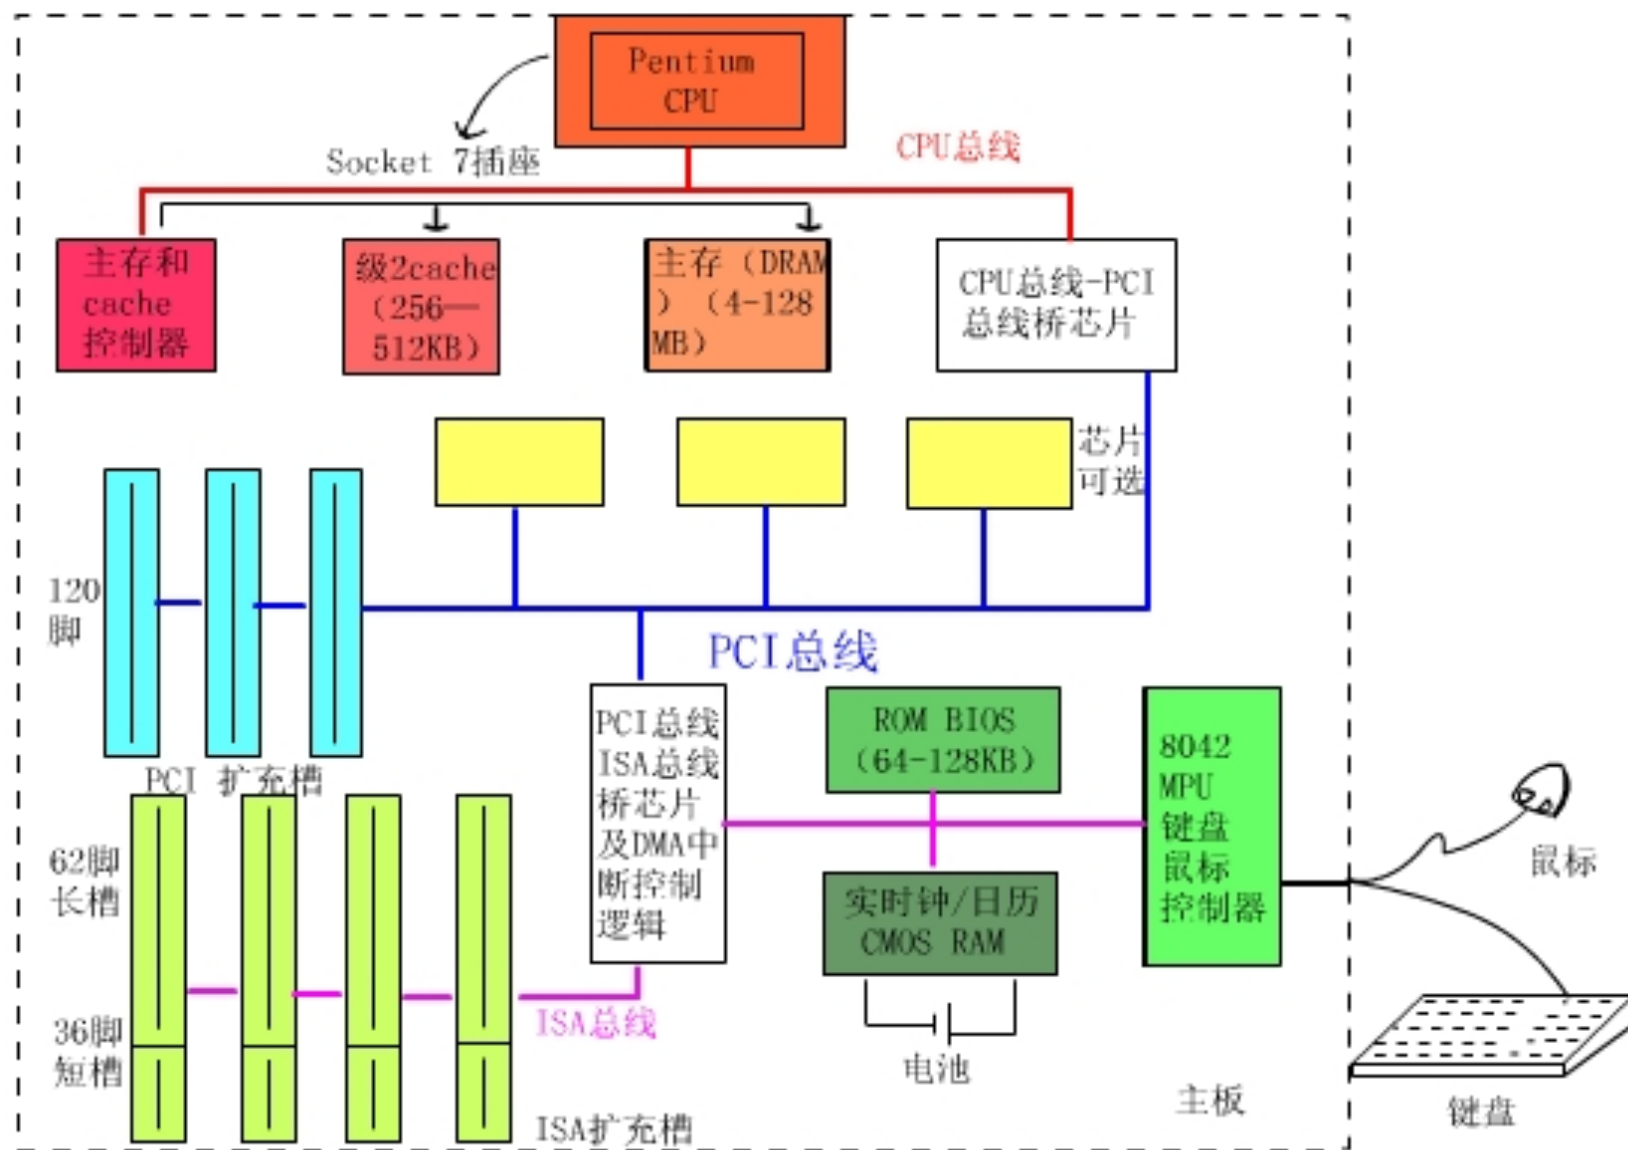 Pentium
CPU
CPU总线
Socket 7插座
主存和
cache
控制器
级2cache
（256—
512KB）
主存（DRAM
）（4-128
MB）
CPU总线-PCI
总线桥芯片
芯片
可选
120
脚
PCI总线
PCI 扩充槽
PCI总线
ISA总线
桥芯片
及DMA中
断控制
逻辑
ROM BIOS
（64-128KB）
8042
MPU
键盘
鼠标
控制器
鼠标
62脚
长槽
实时钟/日历
CMOS RAM
ISA总线
36脚
短槽
电池
主板
键盘
ISA扩充槽